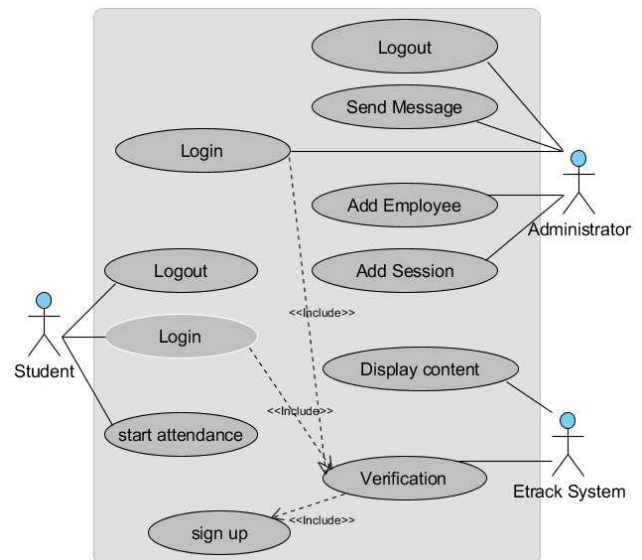 Logout
Send Message
Login
Administrator
Add Employee
Logout
Add Session
<<Include>>
Login
Student
Display content
<<Include>>
start attendance
Verification
Etrack System
<<Include>>
sign up